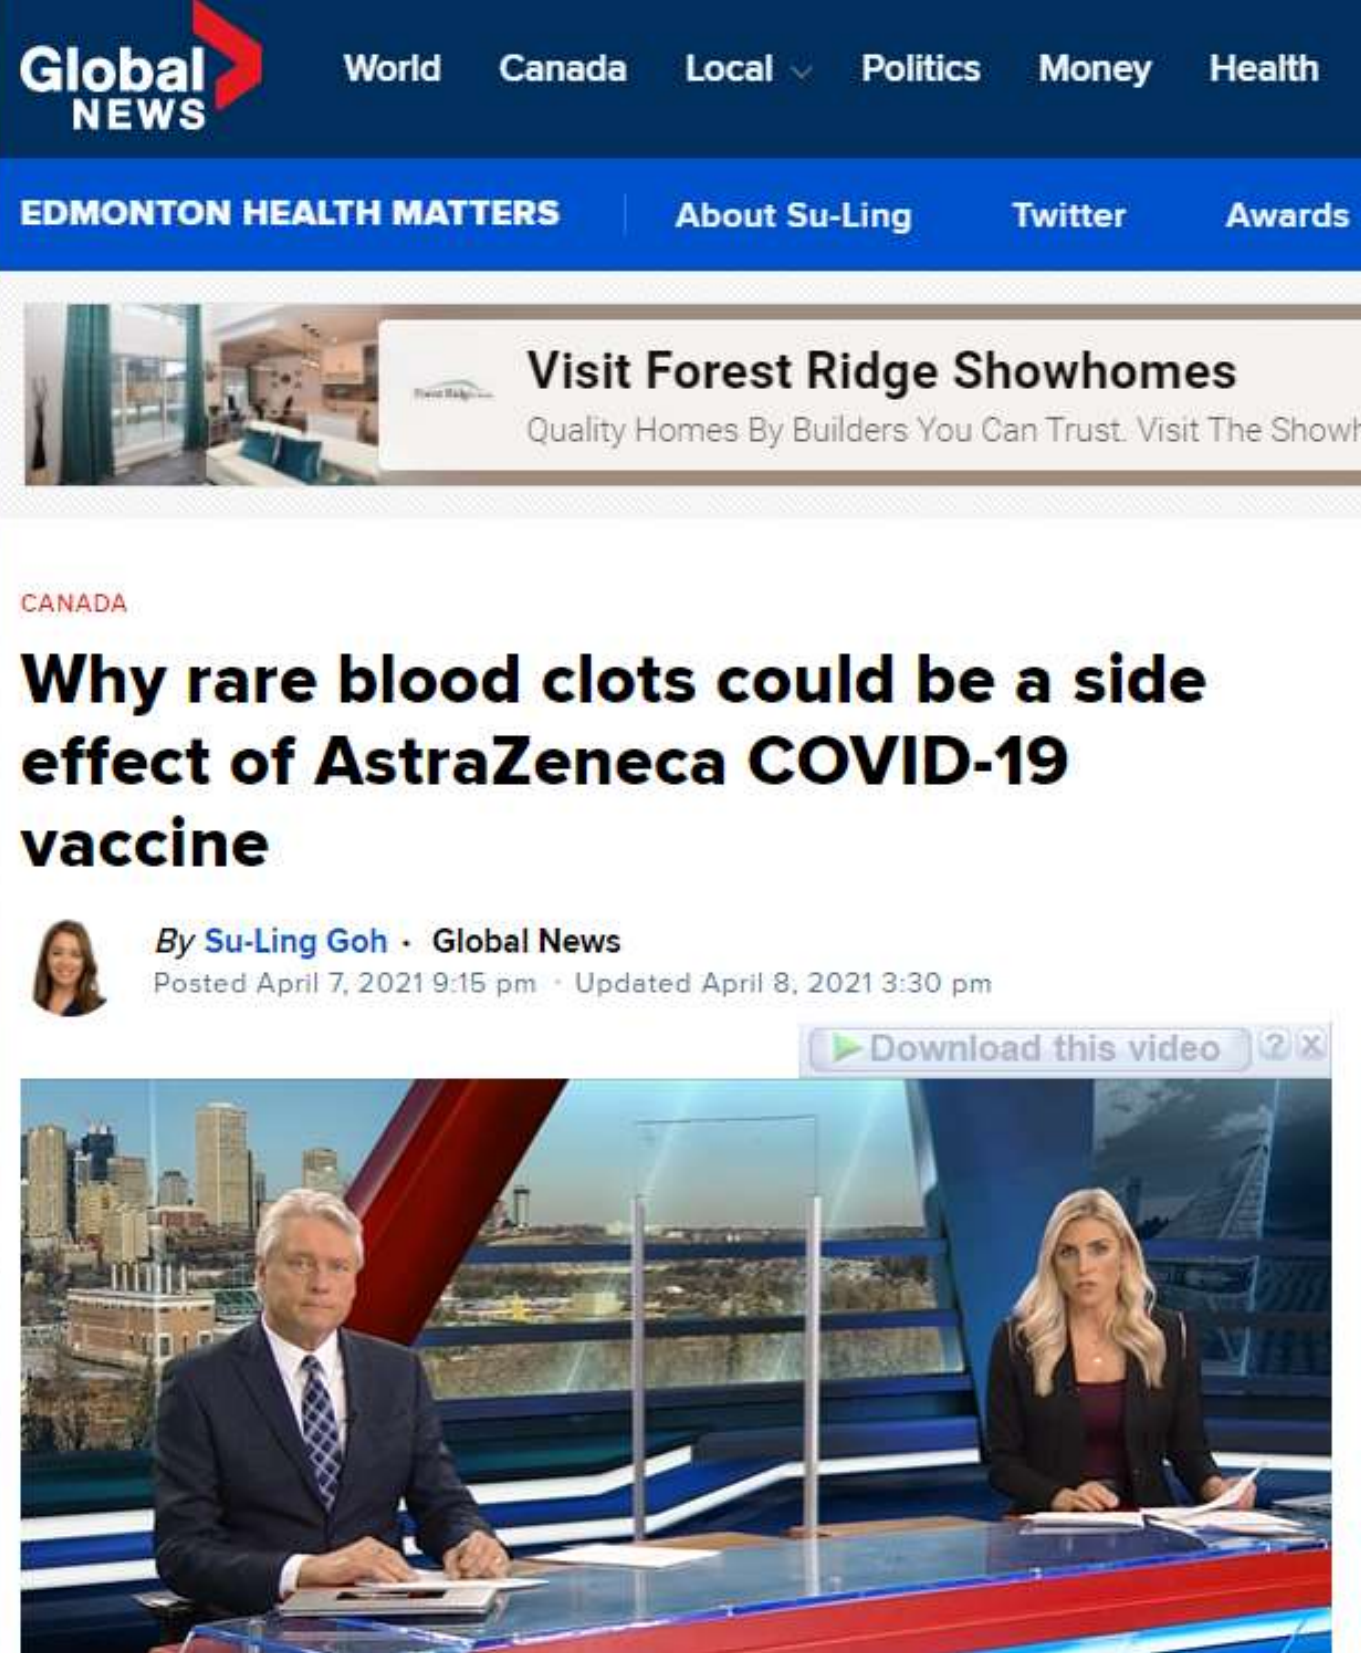 Global
NEWS
World Canada Local Politics Money Health
EDMONTON HEALTH MATTERS About Su-Ling Twitter Awards
Visit Forest Ridge Showhomes
Quality Homes By Builders You Can Trust. Visit The Showh
CANADA
Why rare blood clots could be a side
effect of AstraZeneca COVID-19
vaccine
By Su-Ling Goh · Global News
Posted April 7, 2021 9:15 pm · Updated April 8, 2021 3:30 pm
Download this video ? X